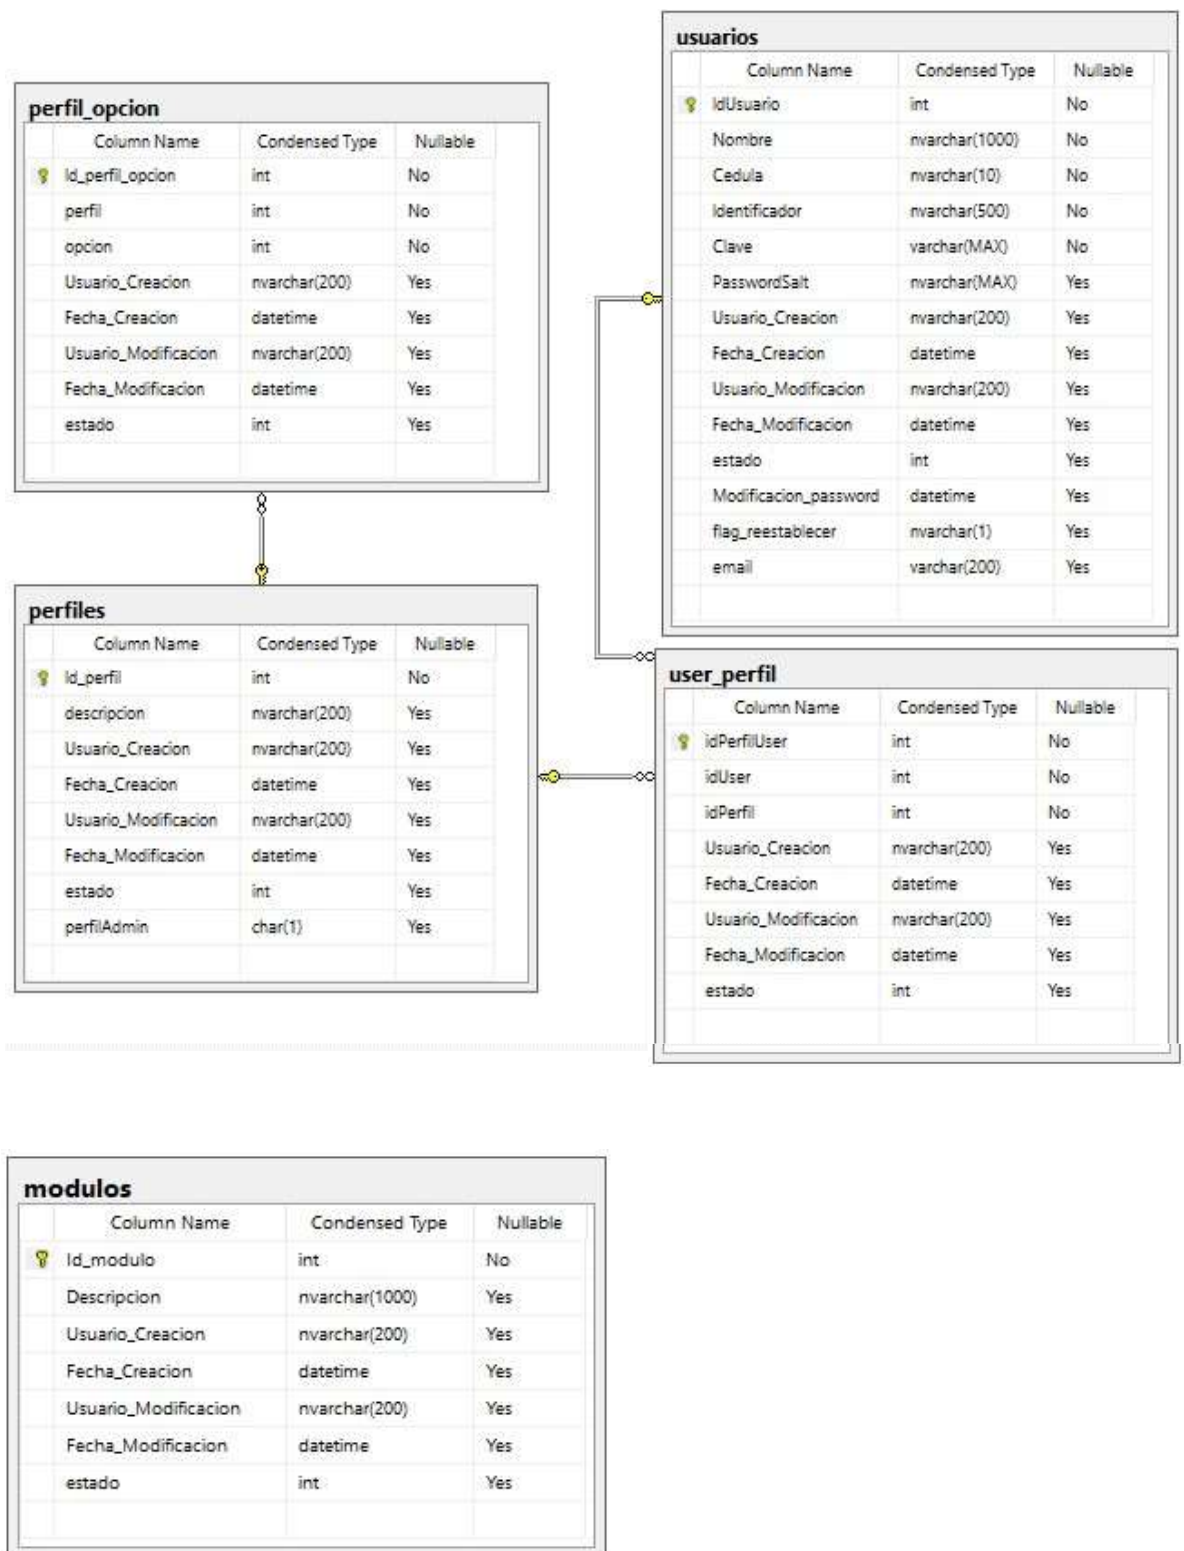 usuarios
Column Name Condensed Type Nullable
IdUsuario int No
Nombre nvarchar(1000) No
Cedula nvarchar(10) No
Identificador nvarchar(500) No
Clave varchar(MAX) No
PasswordSalt nvarchar(MAX) Yes
Usuario_Creacion nvarchar(200) Yes
Fecha_Creacion datetime Yes
Usuario_Modificacion nvarchar(200) Yes
Fecha_Modificacion datetime Yes
estado int Yes
Modificacion_password datetime Yes
flag_reestablecer nvarchar(1) Yes
email varchar(200) Yes
perfil_opcion
Column Name Condensed Type Nullable
Id_perfil_opcion int No
perfil int No
opcion int No
Usuario_Creacion nvarchar(200) Yes
Fecha_Creacion datetime Yes
Usuario_Modificacion nvarchar(200) Yes
Fecha_Modificacion datetime Yes
estado int Yes
perfiles
Column Name Condensed Type Nullable
Id_perfil int No
descripcion nvarchar(200) Yes
Usuario_Creacion nvarchar(200) Yes
Fecha_Creacion datetime Yes
Usuario_Modificacion nvarchar(200) Yes
Fecha_Modificacion datetime Yes
estado int Yes
perfilAdmin char(1) Yes
user_perfil
Column Name Condensed Type Nullable
idPerfilUser int No
idUser int No
idPerfil int No
Usuario_Creacion nvarchar(200) Yes
Fecha_Creacion datetime Yes
Usuario_Modificacion nvarchar(200) Yes
Fecha_Modificacion datetime Yes
estado int Yes
modulos
Column Name Condensed Type Nullable
Id_modulo int No
Descripcion nvarchar(1000) Yes
Usuario_Creacion nvarchar(200) Yes
Fecha_Creacion datetime Yes
Usuario_Modificacion nvarchar(200) Yes
Fecha_Modificacion datetime Yes
estado int Yes